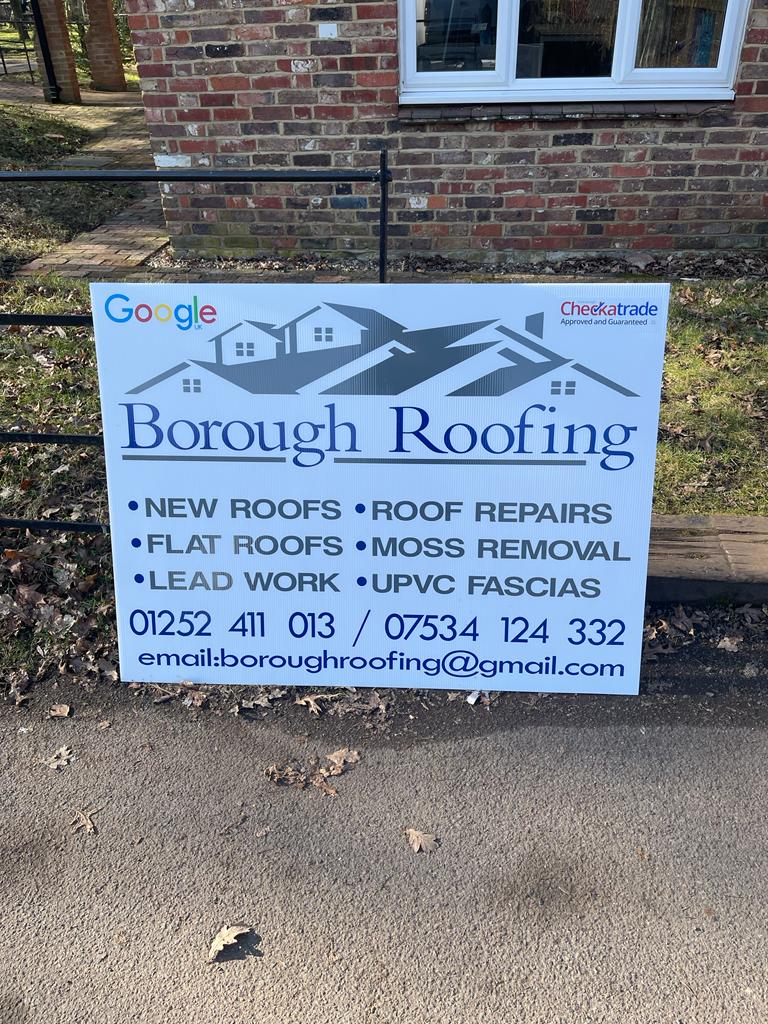 Google
UK
Checkatrade
Approved and Guaranteed
Borough Roofing
•NEW ROOFS •ROOF REPAIRS
•FLAT ROOFS •MOSS REMOVAL
•LEAD WORK •UPVC FASCIAS
01252 411 013 / 07534 124 332
email:boroughroofing@gmail.com